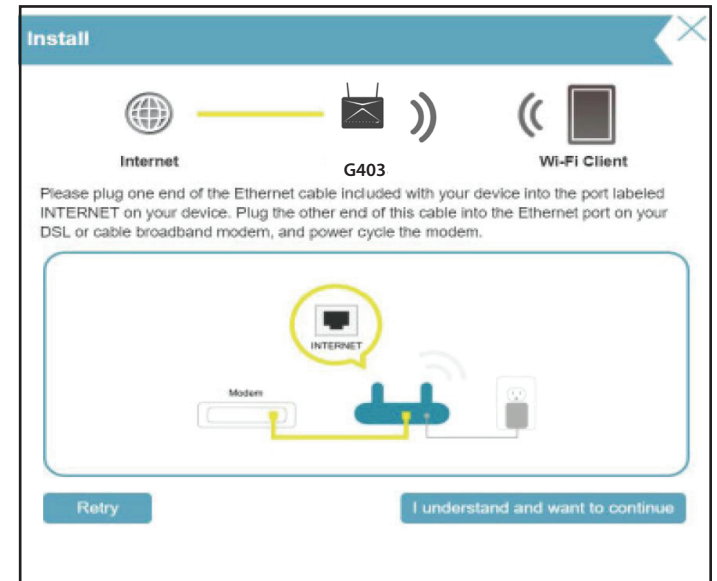 Install
Internet
G403
Wi-Fi Client
Please plug one end of the Ethernet cable included with your device into the port labeled
INTERNET on your device. Plug the other end of this cable into the Ethernet port on your
DSL or cable broadband modem, and power cycle the modem.
INTERNET
Modem
Retry
I understand and want to continue